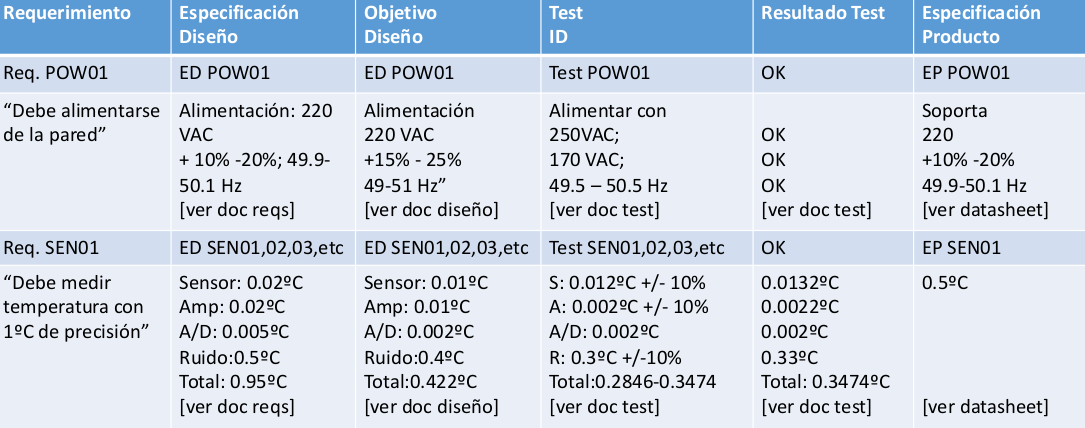 Requerimiento
Especificación
Diseño
Objetivo
Diseño
Test
ID
Resultado Test
Especificación
Producto
Req. POW01
ED POW01
ED POW01
Test POW01
OK
EP POW01
“Debe alimentarse
de la pared”
Alimentación: 220
VAC
+ 10% -20%; 49.9-
50.1 Hz
[ver doc reqs]
Alimentación
220 VAC
+15% - 25%
49-51 Hz”
[ver doc diseño]
Alimentar con
250VAC;
170 VAC;
49.5 – 50.5 Hz
[ver doc test]
OK
OK
OK
[ver doc test]
Soporta
220
+10% -20%
49.9-50.1 Hz
[ver datasheet]
Req. SEN01
ED SEN01,02,03,etc
ED SEN01,02,03,etc
Test SEN01,02,03,etc
OK
EP SEN01
“Debe medir
temperatura con
1ºC de precisión”
Sensor: 0.02ºC
Amp: 0.02ºC
A/D: 0.005ºC
Ruido:0.5ºC
Total: 0.95ºC
[ver doc reqs]
Sensor: 0.01ºC
Amp: 0.01ºC
A/D: 0.002ºC
Ruido:0.4ºC
Total:0.422ºC
[ver doc diseño]
S: 0.012ºC +/- 10%
A: 0.002ºC +/- 10%
A/D: 0.002ºC
R: 0.3ºC +/-10%
Total:0.2846-0.3474
[ver doc test]
0.0132ºC
0.0022ºC
0.002ºC
0.33ºC
Total: 0.3474ºC
[ver doc test]
0.5ºC
[ver datasheet]